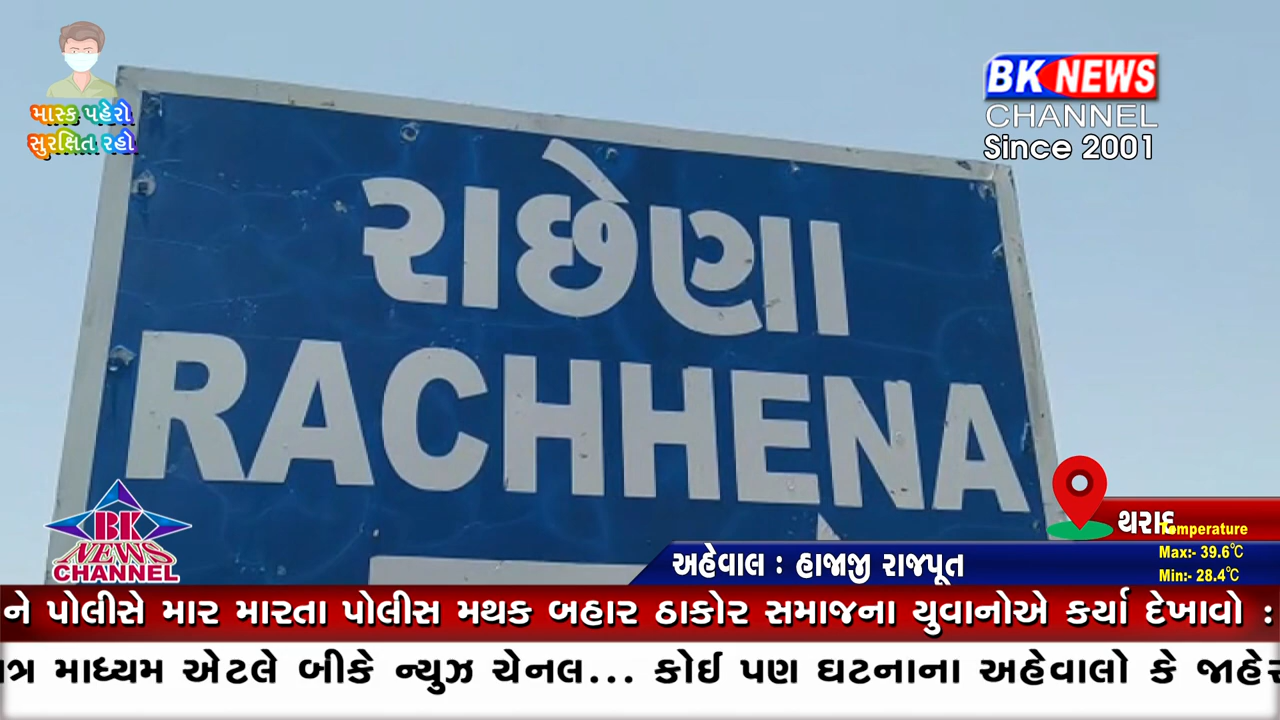 માસ્ક પહેરો
સુરક્ષિત રહો
BK NEWS
CHANNEL
Since 2001
રાછેણા
RACHHENA
BK
NEWS
CHANNEL
થરાદ
Temperature
Max:- 39.6℃
Min:- 28.4℃
અહેવાલ : હાજાજી રાજપૂત
ને પોલીસે માર મારતા પોલીસ મથક બહાર ઠાકોર સમાજના યુવાનોએ કર્યા દેખાવો :
માધ્યમ એટલે બીકે ન્યુઝ ચેનલ... કોઈ પણ ઘટનાના અહેવાલો કે